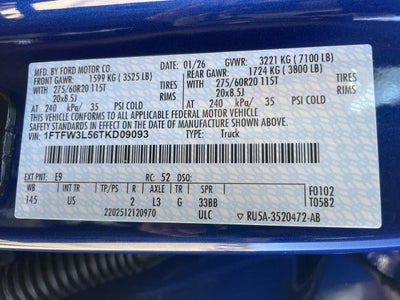 MFD. BY FORD MOTOR CO.
01/26 GVWR: 3221 KG ( 7100 LB)
FRONT GAWR: 1599 KG ( 3525 LB)
REAR GAWR: 1724 KG ( 3800 LB)
275/60R20 115T TIRES 275/60R20 115T TIRES
20x8.5J RIMS 20x8.5J RIMS
AT 240 kPa/ 35 PSI COLD AT 240 kPa/ 35 PSI COLD
THIS VEHICLE CONFORMS TO ALL APPLICABLE FEDERAL MOTOR VEHICLE
SAFETY STANDARDS IN EFFECT ON THE DATE OF MANUFACTURE SHOWN ABOVE.
VIN: 1FTFW3L56TKD09093 TYPE: Truck
EXT PNT: E9 RC: 52 DSO:
WB INT TR TP/PS R AXLE TR SPR F0102
145 US 2 L3 G 33BB T05B2
2202512120970 ULC RU5A-3520472-AB